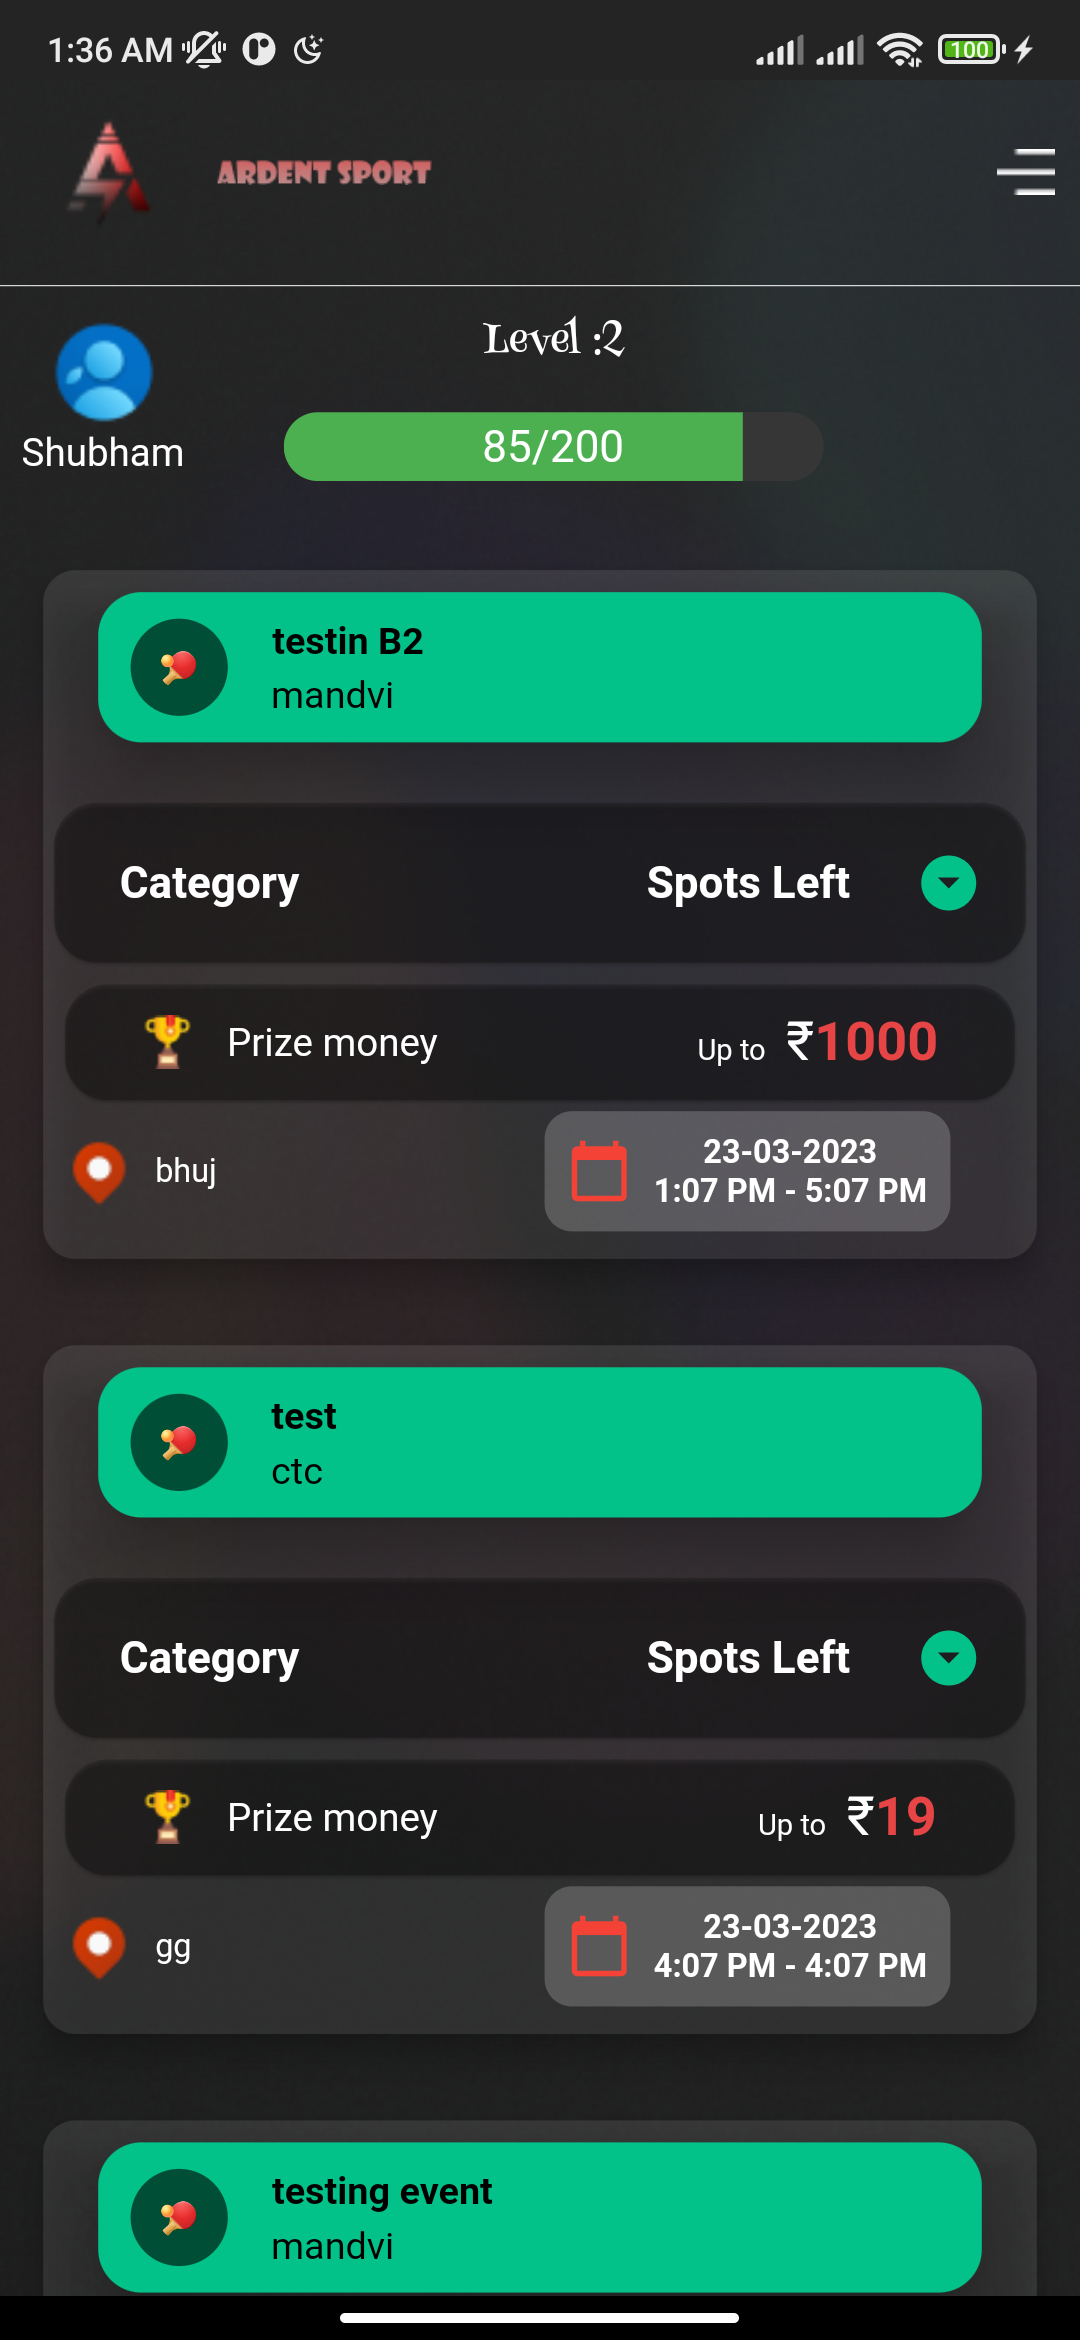 1:36 AM
100
ARDENT SPORT
Level :2
Shubham
85/200
testin B2
mandvi
Category Spots Left
Prize money Up to ₹1000
bhuj
23-03-2023
1:07 PM - 5:07 PM
test
ctc
Category Spots Left
Prize money Up to ₹19
gg
23-03-2023
4:07 PM - 4:07 PM
testing event
mandvi